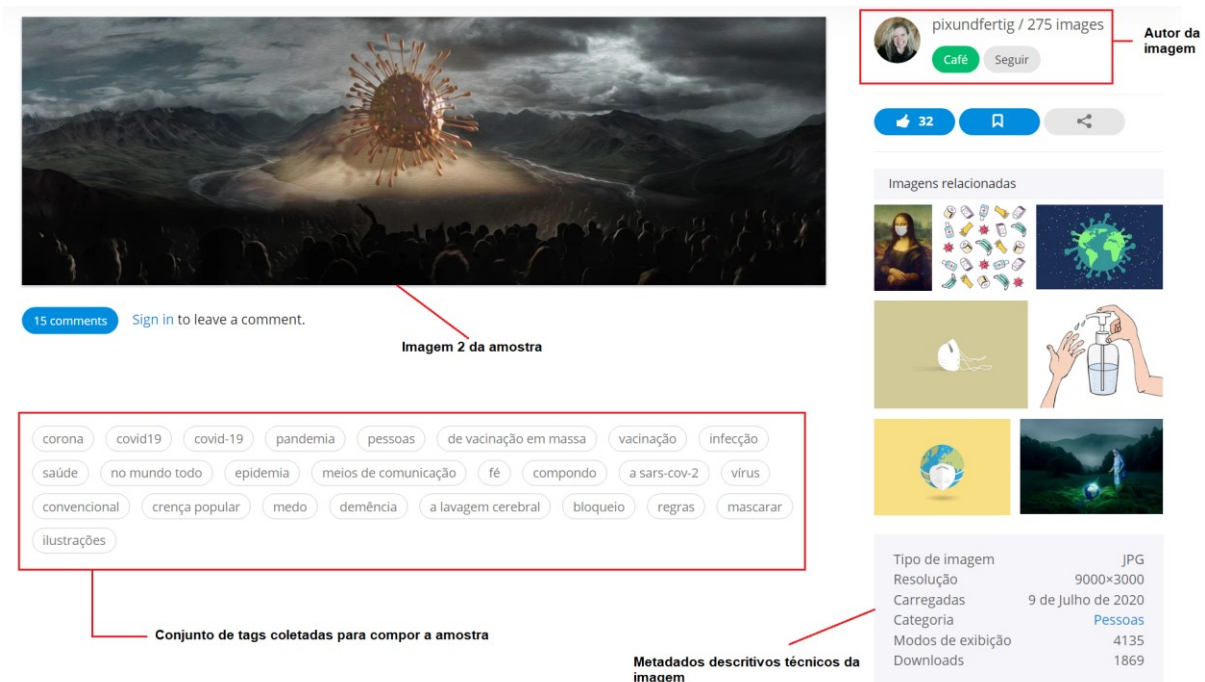 pixundfertig / 275 images
Café
Seguir
Autor da
imagem
32
Imagens relacionadas
15 comments
Sign in to leave a comment.
Imagem 2 da amostra
corona covid19 covid-19 pandemia pessoas de vacinação em massa vacinação infecção
saúde no mundo todo epidemia meios de comunicação fé compondo a sars-cov-2 vírus
convencional crença popular medo demência a lavagem cerebral bloqueio regras mascarar
ilustrações
Conjunto de tags coletadas para compor a amostra
Tipo de imagem JPG
Resolução 9000×3000
Carregadas 9 de Julho de 2020
Categoria Pessoas
Modos de exibição 4135
Downloads 1869
Metadados descritivos técnicos da
imagem